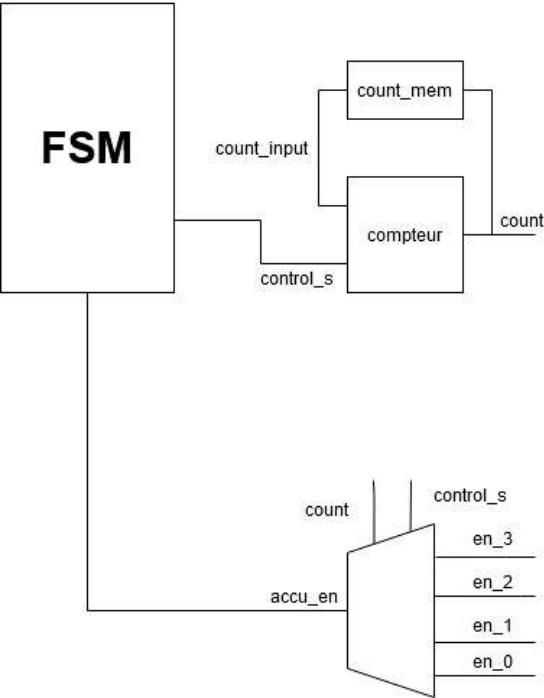 FSM
count_mem
count_input
compteur
count
control_s
count
control_s
en_3
en_2
accu_en
en_1
en_0